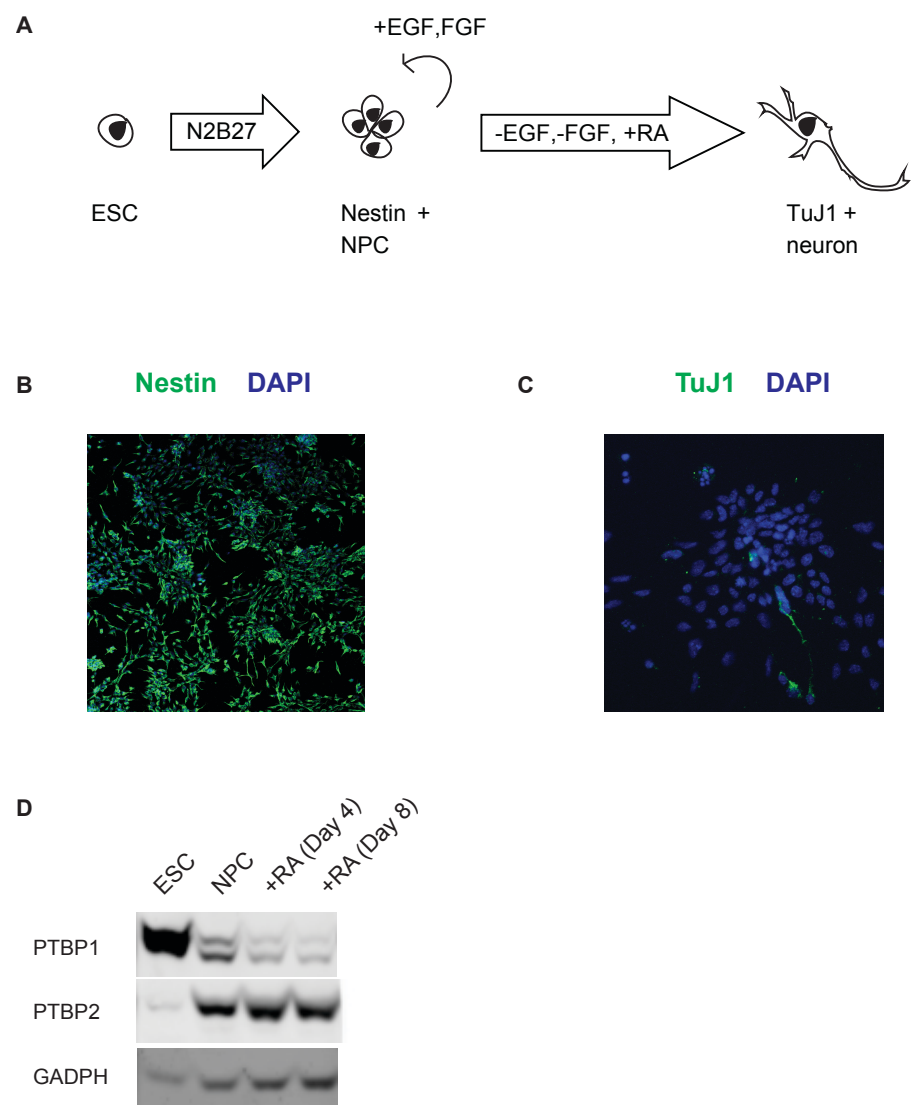 A
+EGF,FGF
N2B27
-EGF,-FGF, +RA
ESC
Nestin +
NPC
TuJ1 +
neuron
B
Nestin DAPI
C
TuJ1 DAPI
D
ESC
NPC
+RA (Day 4)
+RA (Day 8)
PTBP1
PTBP2
GADPH